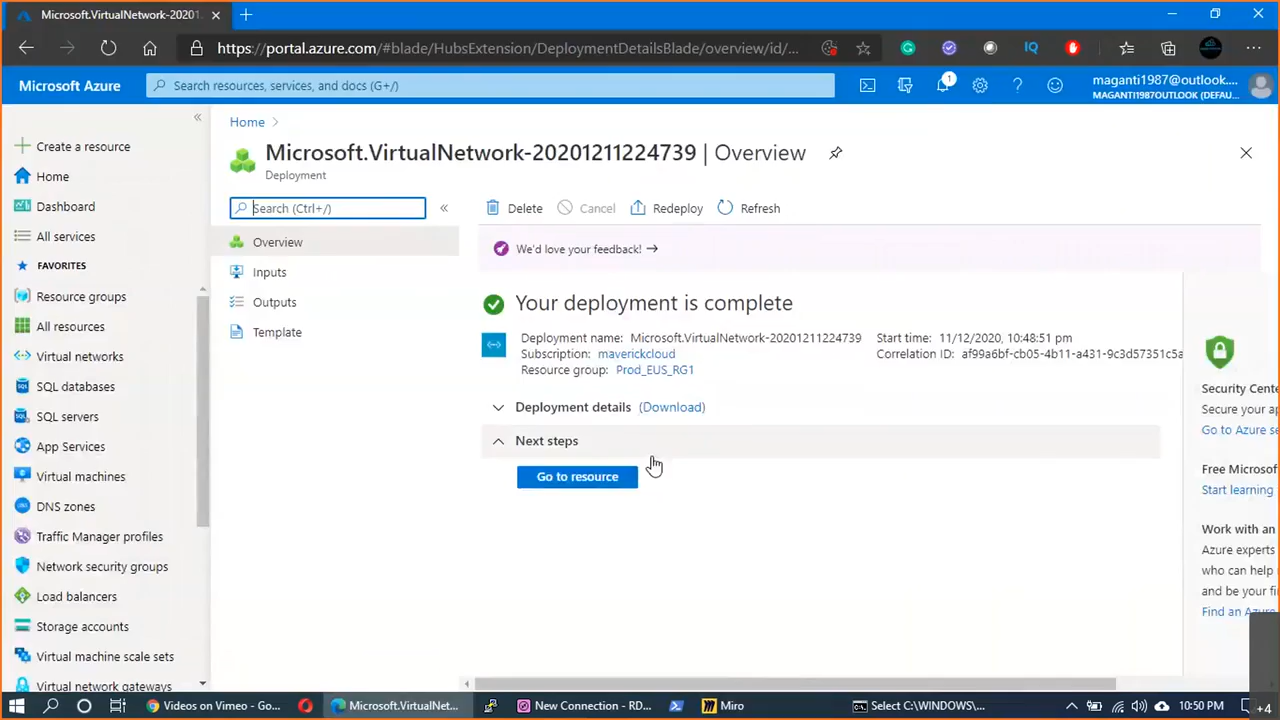 Microsoft.VirtualNetwork-20201
https://portal.azure.com/#blade/HubsExtension/DeploymentDetailsBlade/overview/id/...
IQ
Microsoft Azure
Search resources, services, and docs (G+/)
1
maganti1987@outlook....
MAGANTI1987OUTLOOK (DEFAU...
Home
Microsoft.VirtualNetwork-20201211224739 | Overview
Deployment
Search (Ctrl+/)
Delete
Cancel
Redeploy
Refresh
Create a resource
Home
Dashboard
All services
FAVORITES
Resource groups
All resources
Virtual networks
SQL databases
SQL servers
App Services
Virtual machines
DNS zones
Traffic Manager profiles
Network security groups
Load balancers
Storage accounts
Virtual machine scale sets
Virtual network gateways
Overview
Inputs
Outputs
Template
We'd love your feedback! →
Your deployment is complete
Deployment name: Microsoft.VirtualNetwork-20201211224739
Subscription: maverickcloud
Resource group: Prod_EUS_RG1
Start time: 11/12/2020, 10:48:51 pm
Correlation ID: af99a6bf-cb05-4b11-a431-9c3d57351c5a
Deployment details (Download)
Next steps
Go to resource
Security Cente
Secure your ap
Go to Azure se
Free Microsof
Start learning
Work with an
Azure experts
who can help
and be your fi
Find an Azure
Videos on Vimeo - Go...
Microsoft.VirtualNet...
New Connection - RD...
Miro
Select C:\WINDOWS\...
10:50 PM
+4